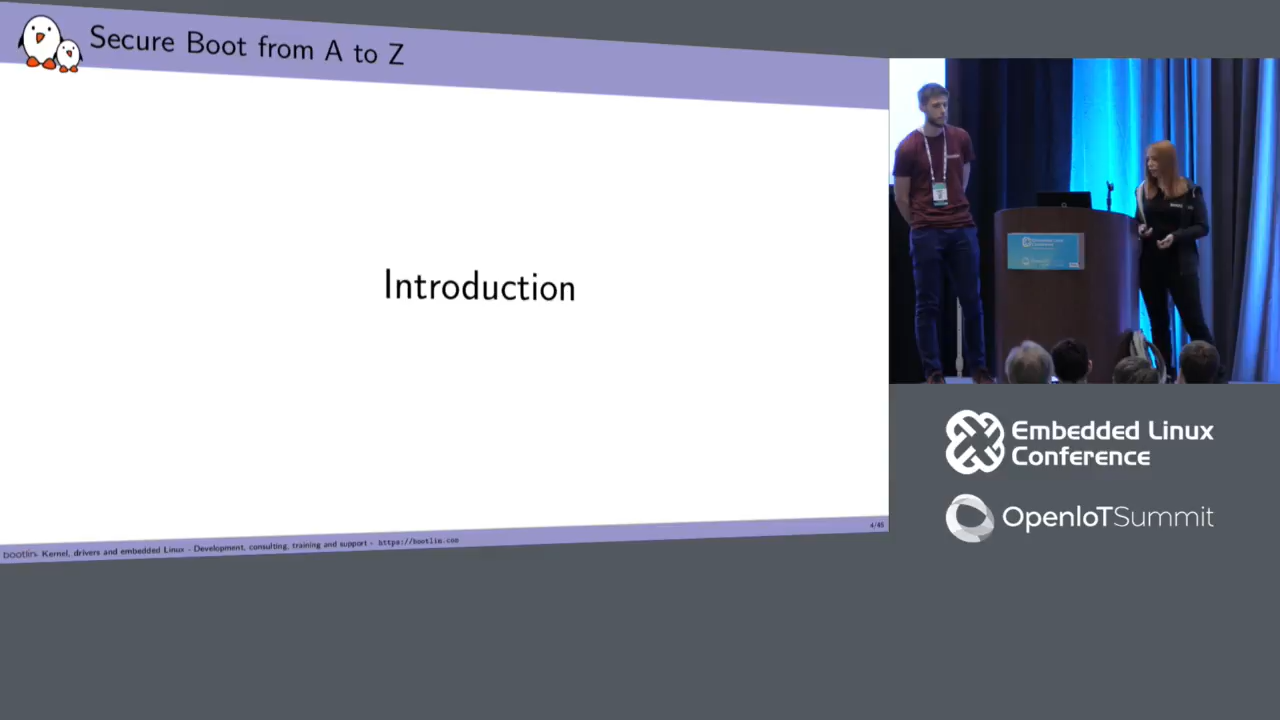 Secure Boot from A to Z
Introduction
4/45
bootlin - Kernel, drivers and embedded Linux - Development, consulting, training and support - https://bootlin.com
Embedded Linux
Conference
OpenIoTSummit